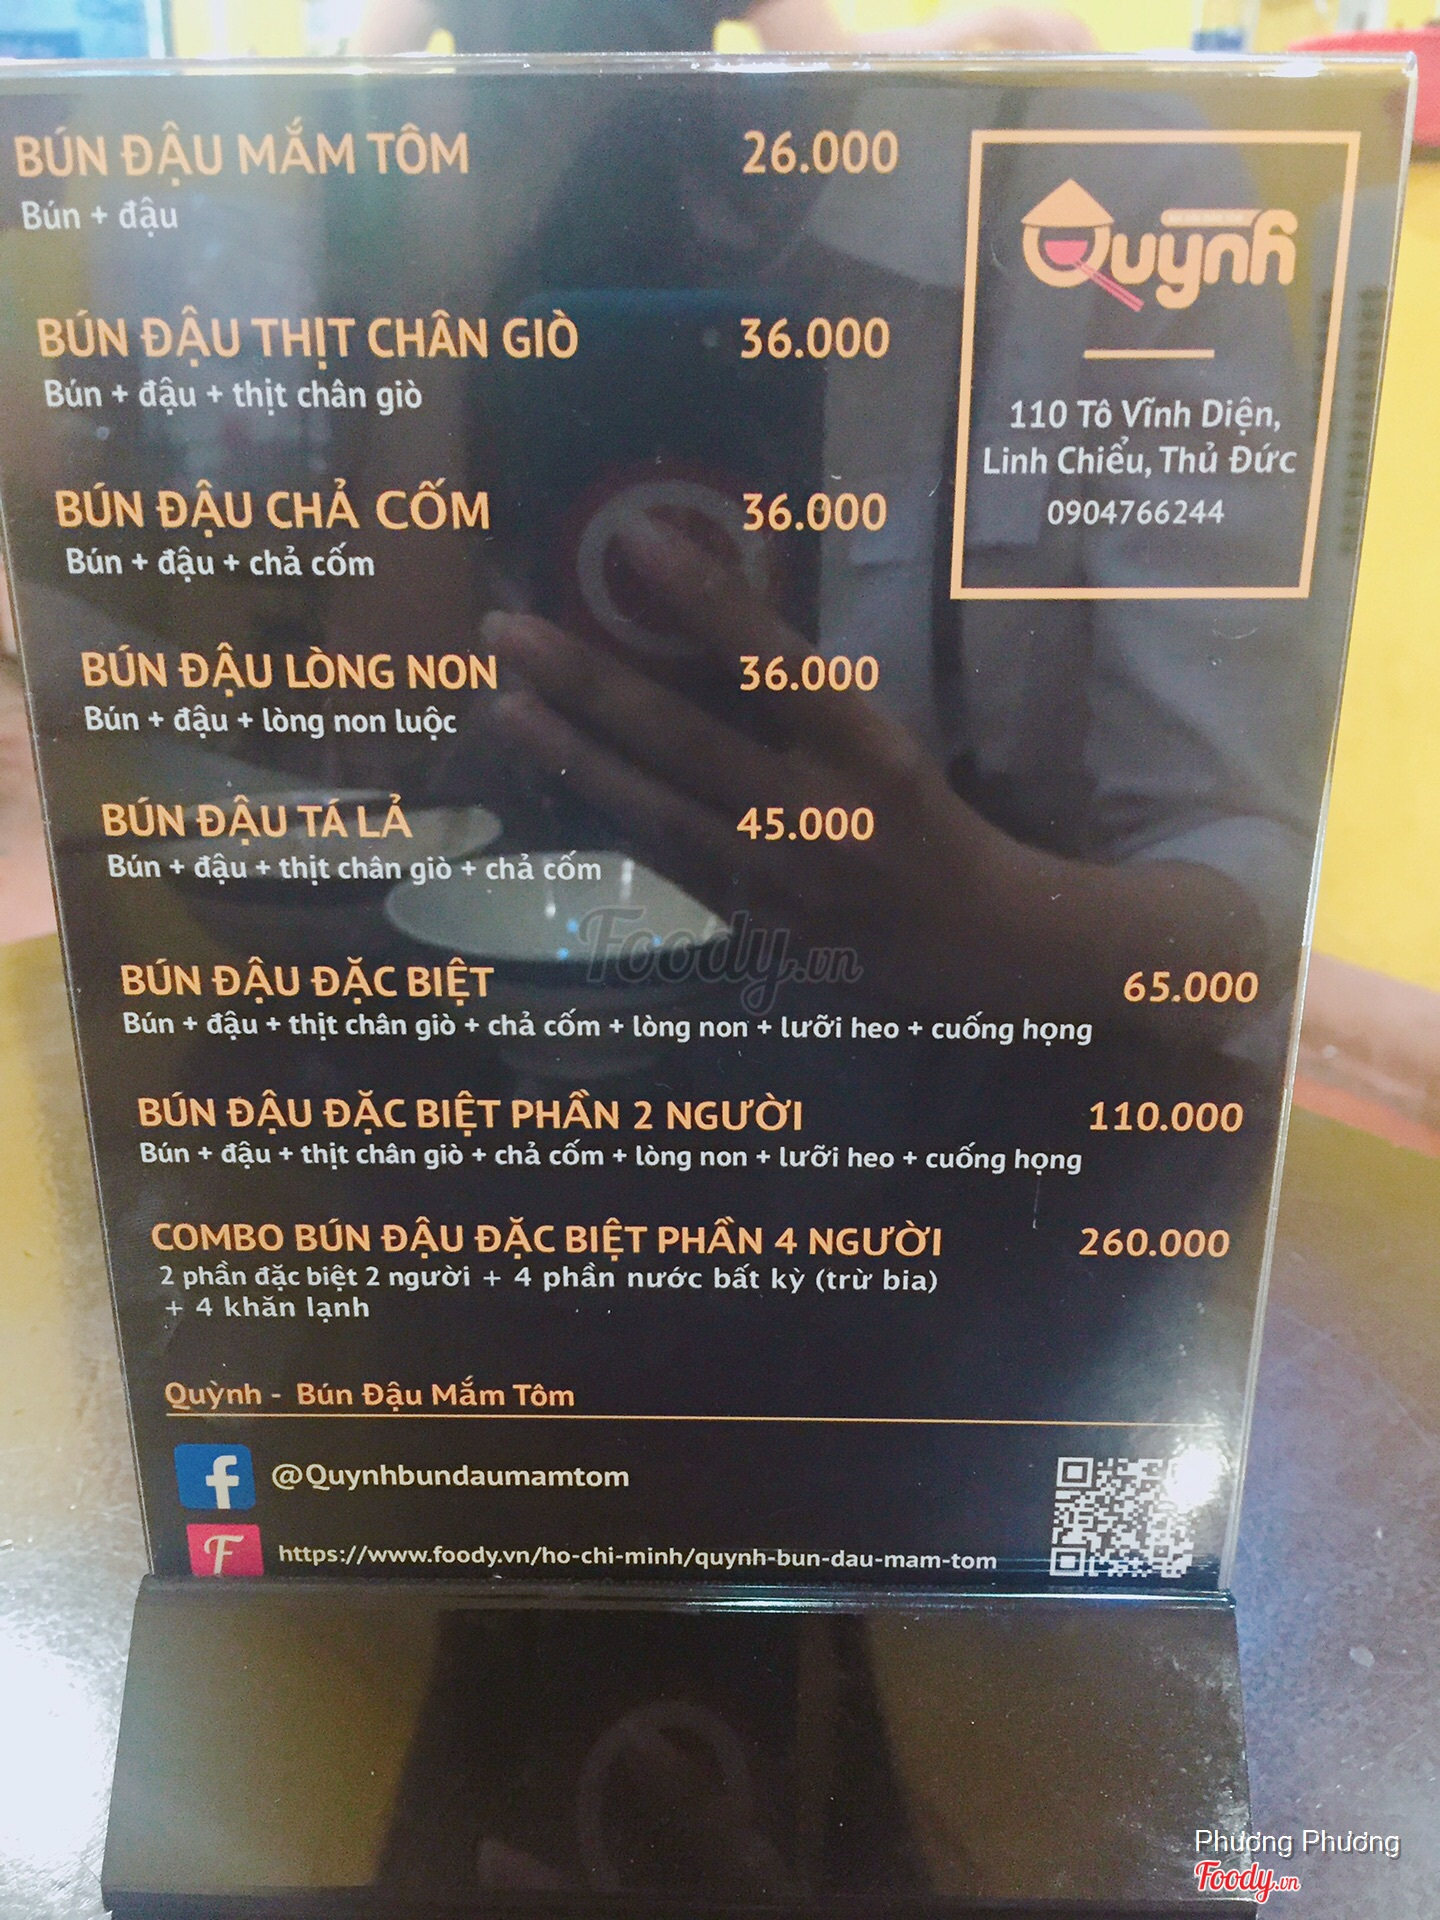 BÚN ĐẬU MẮM TÔM 26.000
Bún + đậu
BÚN ĐẬU THỊT CHÂN GIÒ 36.000
Bún + đậu + thịt chân giò
BÚN ĐẬU CHẢ CỐM 36.000
Bún + đậu + chả cốm
BÚN ĐẬU LÒNG NON 36.000
Bún + đậu + lòng non luộc
BÚN ĐẬU TÁ LẢ 45.000
Bún + đậu + thịt chân giò + chả cốm
BÚN ĐẬU ĐẶC BIỆT 65.000
Bún + đậu + thịt chân giò + chả cốm + lòng non + lưỡi heo + cuống họng
BÚN ĐẬU ĐẶC BIỆT PHẦN 2 NGƯỜI 110.000
Bún + đậu + thịt chân giò + chả cốm + lòng non + lưỡi heo + cuống họng
COMBO BÚN ĐẬU ĐẶC BIỆT PHẦN 4 NGƯỜI 260.000
2 phần đặc biệt 2 người + 4 phần nước bất kỳ (trừ bia)
+ 4 khăn lạnh
Quỳnh
110 Tô Vĩnh Diện,
Linh Chiểu, Thủ Đức
0904766244
Foody.vn
Quỳnh - Bún Đậu Mắm Tôm
@Quynhbundaumamtom
https://www.foody.vn/ho-chi-minh/quynh-bun-dau-mam-tom
Phương Phương
Foody.vn